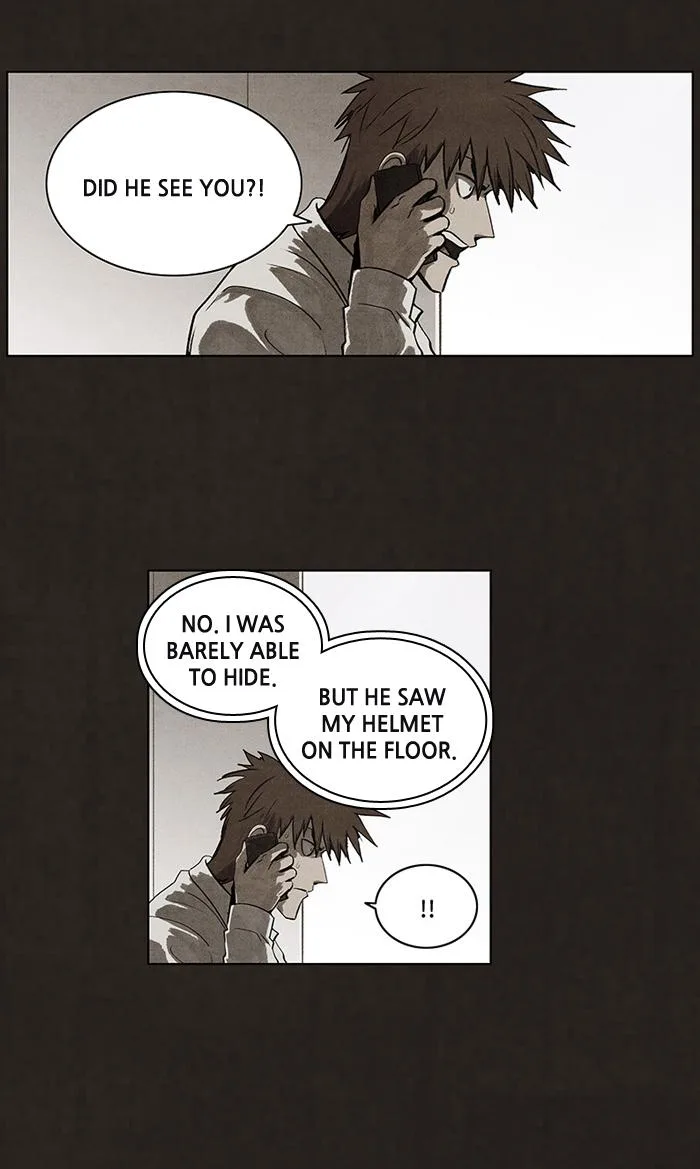 DID HE SEE YOU?!
NO. I WAS
BARELY ABLE
TO HIDE.
BUT HE SAW
MY HELMET
ON THE FLOOR.
!!